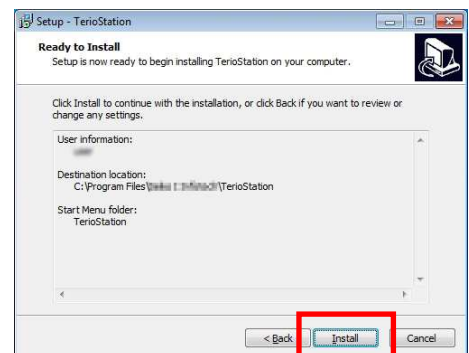 Setup - TerioStation
Ready to Install
Setup is now ready to begin installing TerioStation on your computer.
Click Install to continue with the installation, or click Back if you want to review or
change any settings.
User information:
Destination location:
C:\Program Files\ \TerioStation
Start Menu folder:
TerioStation
< Back
Install
Cancel